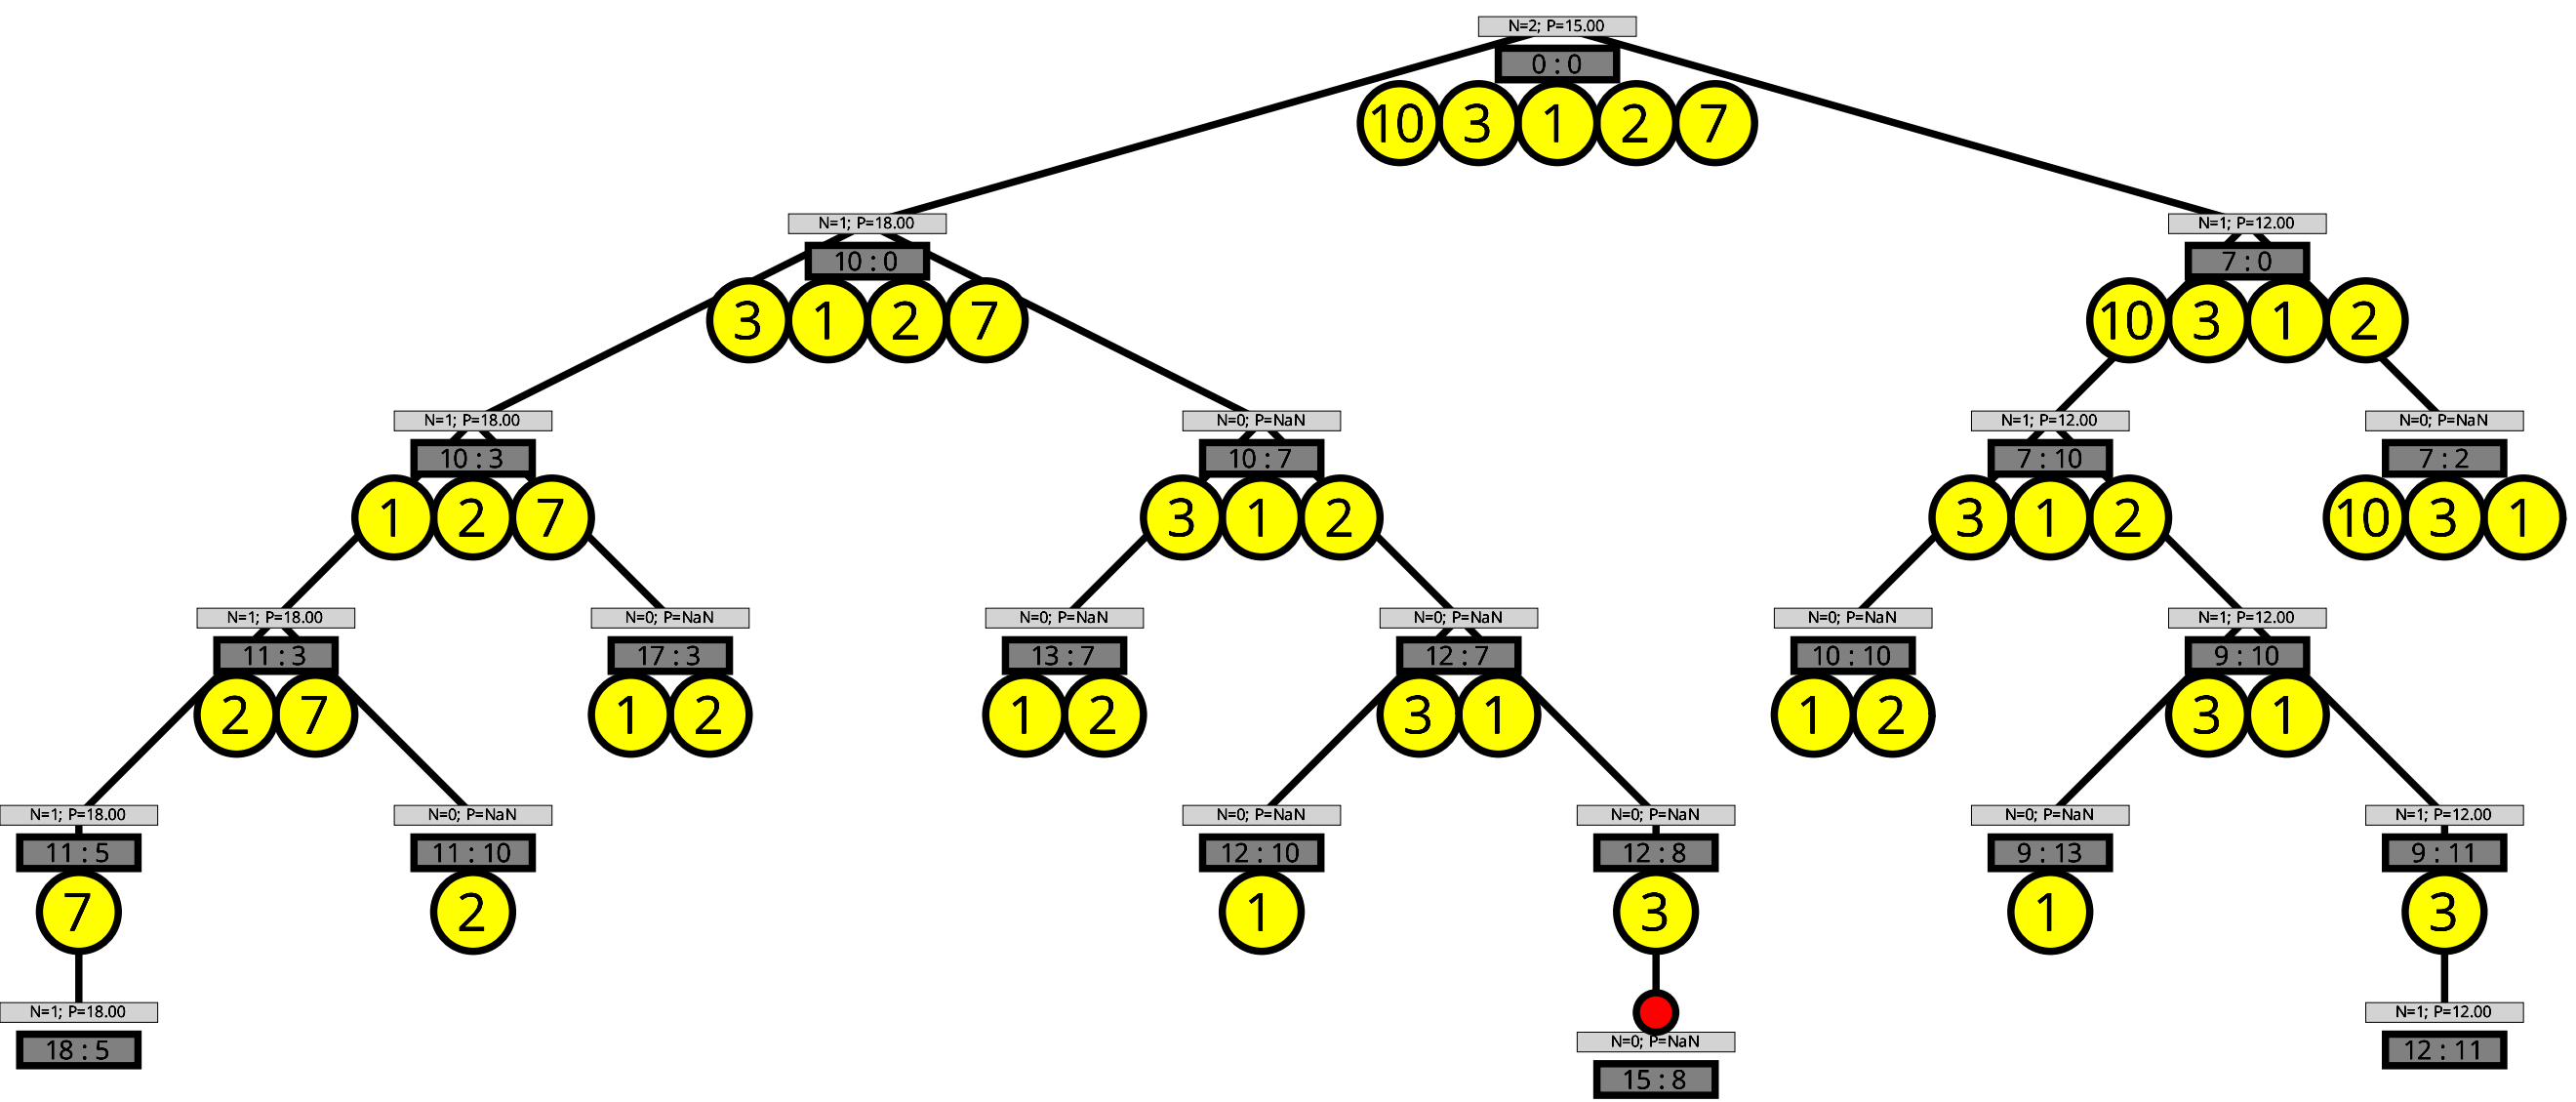 N=2; P=15.00
0 : 0
10 3 1 2 7
N=1; P=18.00
10 : 0
3 1 2 7
N=1; P=12.00
7 : 0
10 3 1 2
N=1; P=18.00
10 : 3
1 2 7
N=0; P=NaN
10 : 7
3 1 2
N=1; P=12.00
7 : 10
3 1 2
N=0; P=NaN
7 : 2
10 3 1
N=1; P=18.00
11 : 3
2 7
N=0; P=NaN
17 : 3
1 2
N=0; P=NaN
13 : 7
1 2
N=0; P=NaN
12 : 7
3 1
N=0; P=NaN
10 : 10
1 2
N=1; P=12.00
9 : 10
3 1
N=1; P=18.00
11 : 5
7
N=0; P=NaN
11 : 10
2
N=0; P=NaN
12 : 10
1
N=0; P=NaN
12 : 8
3
N=0; P=NaN
9 : 13
1
N=1; P=12.00
9 : 11
3
N=1; P=18.00
18 : 5
N=0; P=NaN
15 : 8
N=1; P=12.00
12 : 11